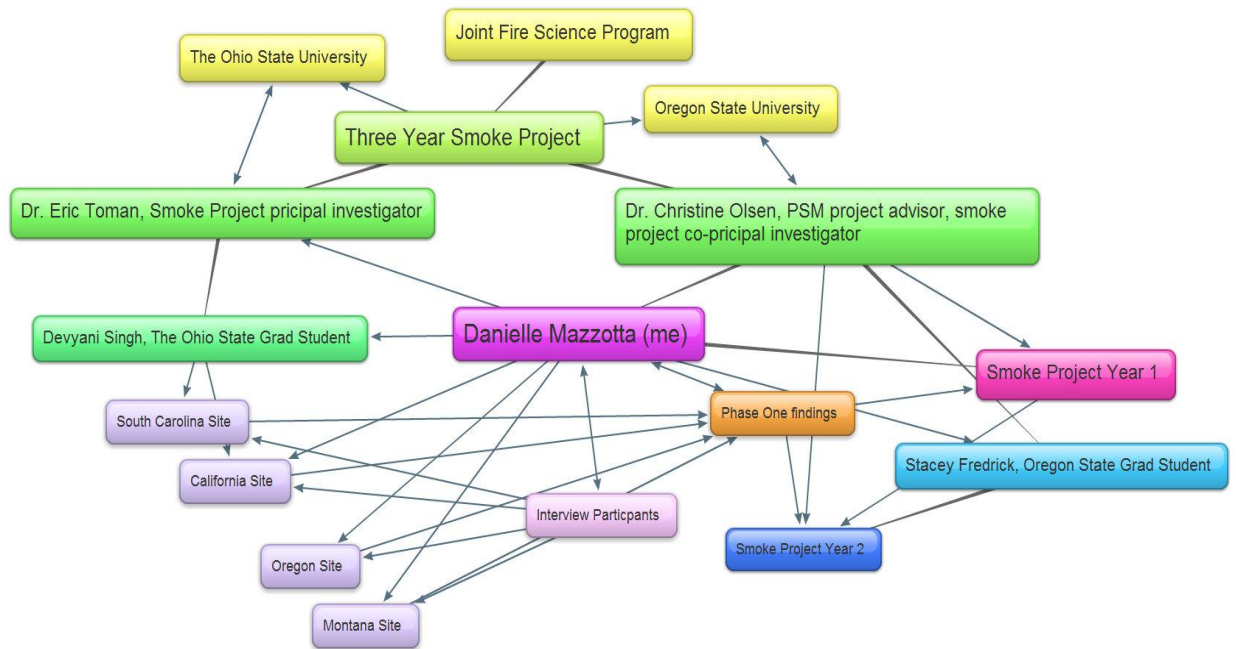 Joint Fire Science Program
The Ohio State University
Oregon State University
Three Year Smoke Project
Dr. Eric Toman, Smoke Project pricipal investigator
Dr. Christine Olsen, PSM project advisor, smoke
project co-pricipal investigator
Devyani Singh, The Ohio State Grad Student
Danielle Mazzotta (me)
Smoke Project Year 1
South Carolina Site
Phase One findings
California Site
Stacey Fredrick, Oregon State Grad Student
Interview Particpants
Oregon Site
Smoke Project Year 2
Montana Site